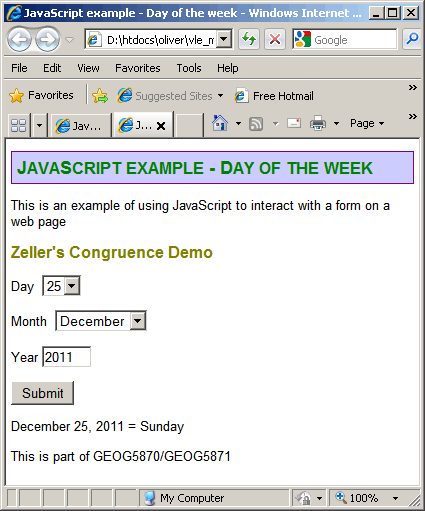 JavaScript example - Day of the week - Windows Internet ...
D:\htdocs\oliver\vle_m
Google
File Edit View Favorites Tools Help
Favorites Suggested Sites Free Hotmail »
Jav... J... Page »
JAVASCRIPT EXAMPLE - DAY OF THE WEEK
This is an example of using JavaScript to interact with a form on a
web page
Zeller's Congruence Demo
Day 25
Month December
Year 2011
Submit
December 25, 2011 = Sunday
This is part of GEOG5870/GEOG5871
My Computer 100%